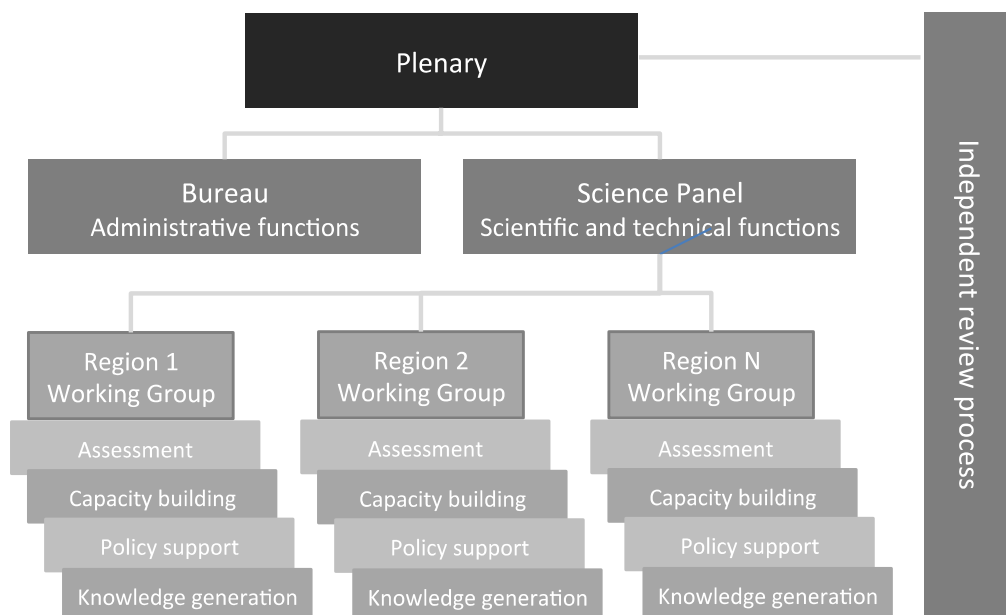 Plenary
Bureau
Administrative functions
Science Panel
Scientific and technical functions
Region 1
Working Group
Assessment
Capacity building
Policy support
Knowledge generation
Region 2
Working Group
Assessment
Capacity building
Policy support
Knowledge generation
Region N
Working Group
Assessment
Capacity building
Policy support
Knowledge generation
Independent review process